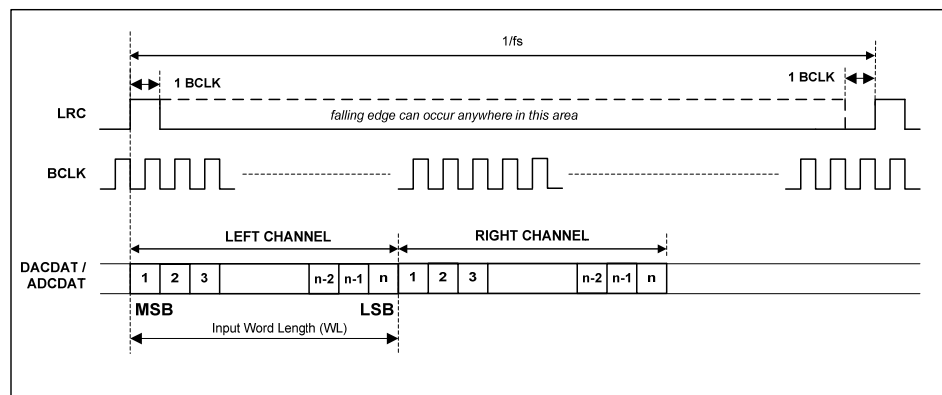 1/fs
1 BCLK
1 BCLK
LRC
falling edge can occur anywhere in this area
BCLK
LEFT CHANNEL
RIGHT CHANNEL
DACDAT /
ADCDAT
1 2 3 n-2 n-1 n 1 2 3 n-2 n-1 n
MSB LSB
Input Word Length (WL)